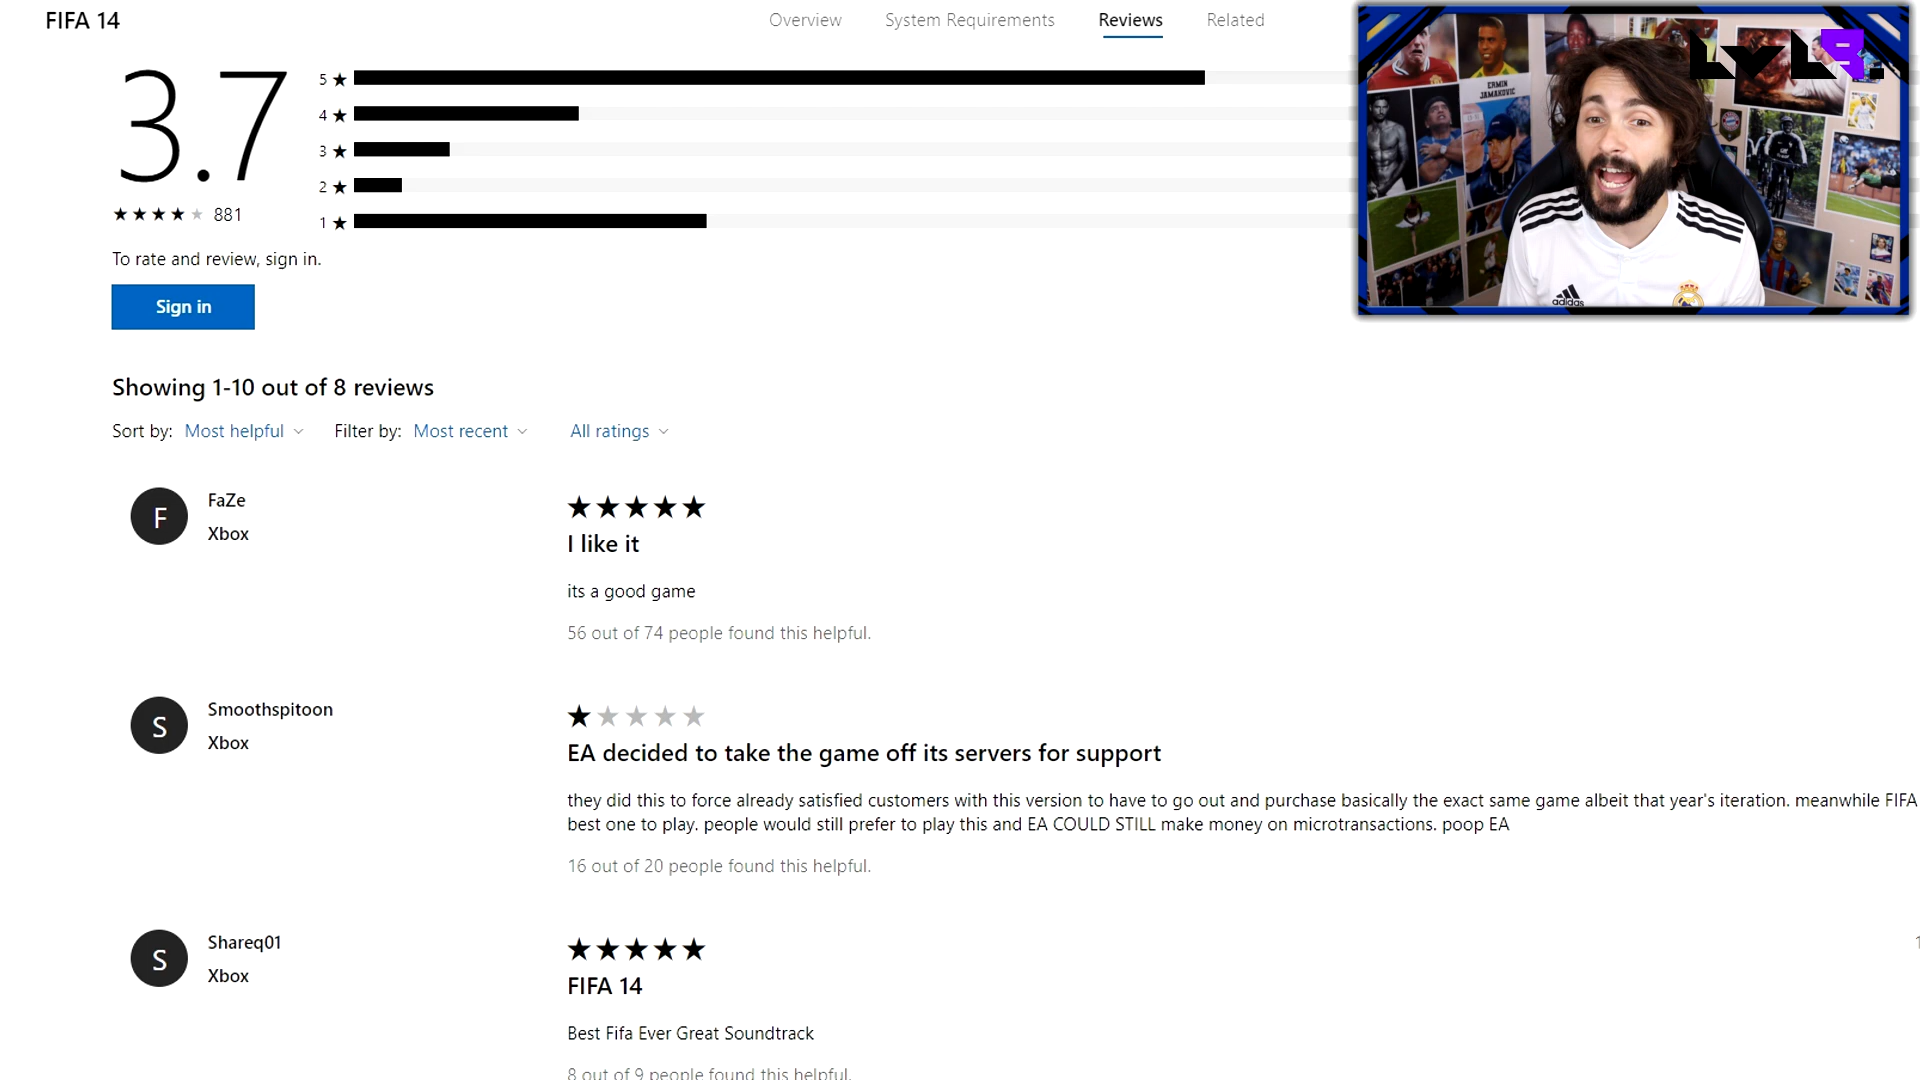 FIFA 14
Overview
System Requirements
Reviews
Related
3.7
881
5
4
3
2
1
To rate and review, sign in.
Sign in
Showing 1-10 out of 8 reviews
Sort by: Most helpful
Filter by: Most recent
All ratings
F
FaZe
Xbox
I like it
its a good game
56 out of 74 people found this helpful.
S
Smoothspitoon
Xbox
EA decided to take the game off its servers for support
they did this to force already satisfied customers with this version to have to go out and purchase basically the exact same game albeit that year's iteration. meanwhile FIFA
best one to play. people would still prefer to play this and EA COULD STILL make money on microtransactions. poop EA
16 out of 20 people found this helpful.
S
Shareq01
Xbox
FIFA 14
Best Fifa Ever Great Soundtrack
8 out of 9 people found this helpful.
ERMIN
JAMAKOVIC
adidas